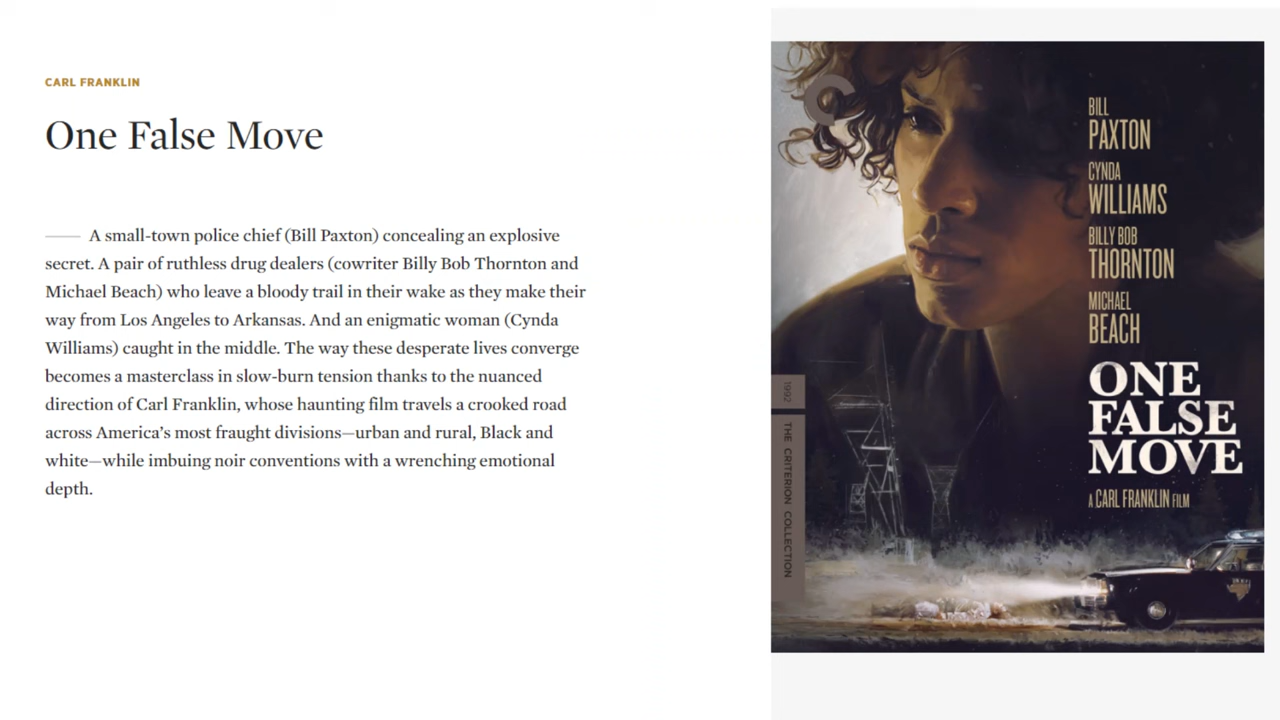 CARL FRANKLIN
One False Move
A small-town police chief (Bill Paxton) concealing an explosive
secret. A pair of ruthless drug dealers (cowriter Billy Bob Thornton and
Michael Beach) who leave a bloody trail in their wake as they make their
way from Los Angeles to Arkansas. And an enigmatic woman (Cynda
Williams) caught in the middle. The way these desperate lives converge
becomes a masterclass in slow-burn tension thanks to the nuanced
direction of Carl Franklin, whose haunting film travels a crooked road
across America’s most fraught divisions—urban and rural, Black and
white—while imbuing noir conventions with a wrenching emotional
depth.
BILL
PAXTON
CYNDA
WILLIAMS
BILLY BOB
THORNTON
MICHAEL
BEACH
ONE
FALSE
MOVE
A CARL FRANKLIN FILM
1992
THE CRITERION COLLECTION